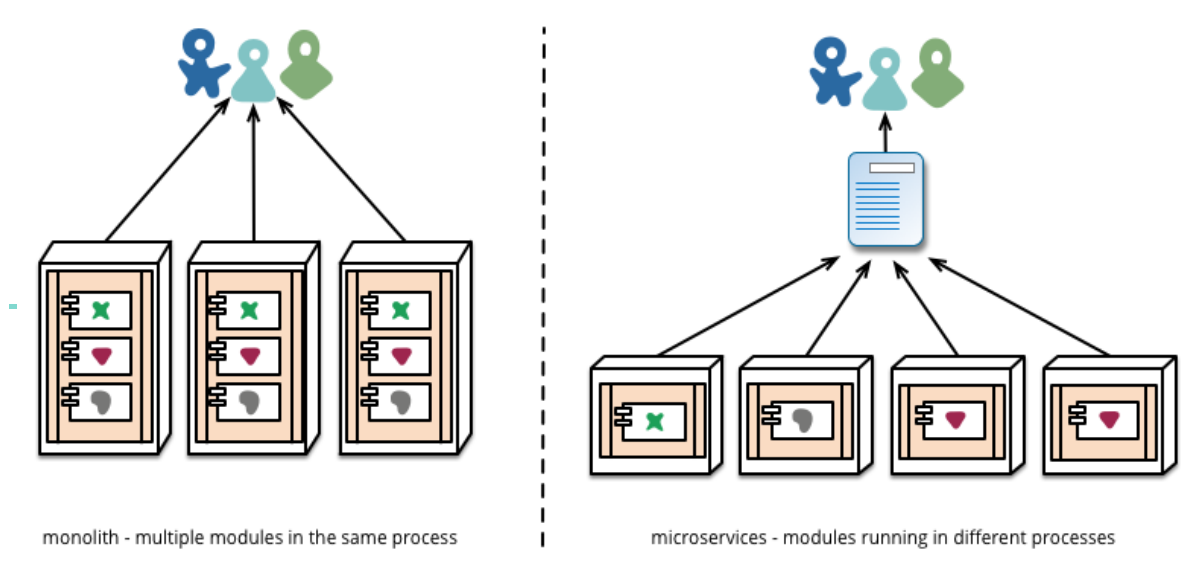 monolith - multiple modules in the same process
microservices - modules running in different processes